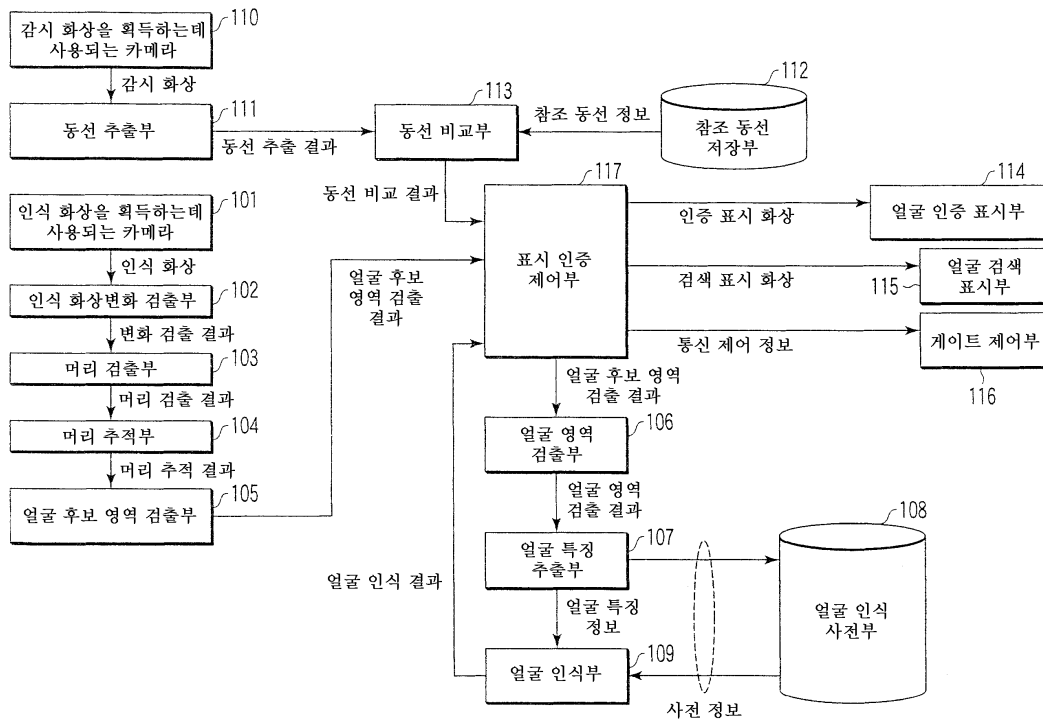 감시 화상을 획득하는데
사용되는 카메라
110
감시 화상
동선 추출부
111
동선 추출 결과
동선 비교부
113
참조 동선 정보
112
참조 동선
저장부
동선 비교 결과
인식 화상을 획득하는데
사용되는 카메라
101
인식 화상
인식 화상변화 검출부
102
변화 검출 결과
머리 검출부
103
머리 검출 결과
머리 추적부
104
머리 추적 결과
얼굴 후보 영역 검출부
105
얼굴 후보
영역 검출
결과
117
표시 인증
제어부
인증 표시 화상
114
얼굴 인증 표시부
검색 표시 화상
115
얼굴 검색
표시부
통신 제어 정보
게이트 제어부
116
얼굴 후보 영역
검출 결과
106
얼굴 영역
검출부
얼굴 영역
검출 결과
107
얼굴 특징
추출부
얼굴 특징
정보
얼굴 인식 결과
얼굴 인식부
109
108
얼굴 인식
사전부
사전 정보